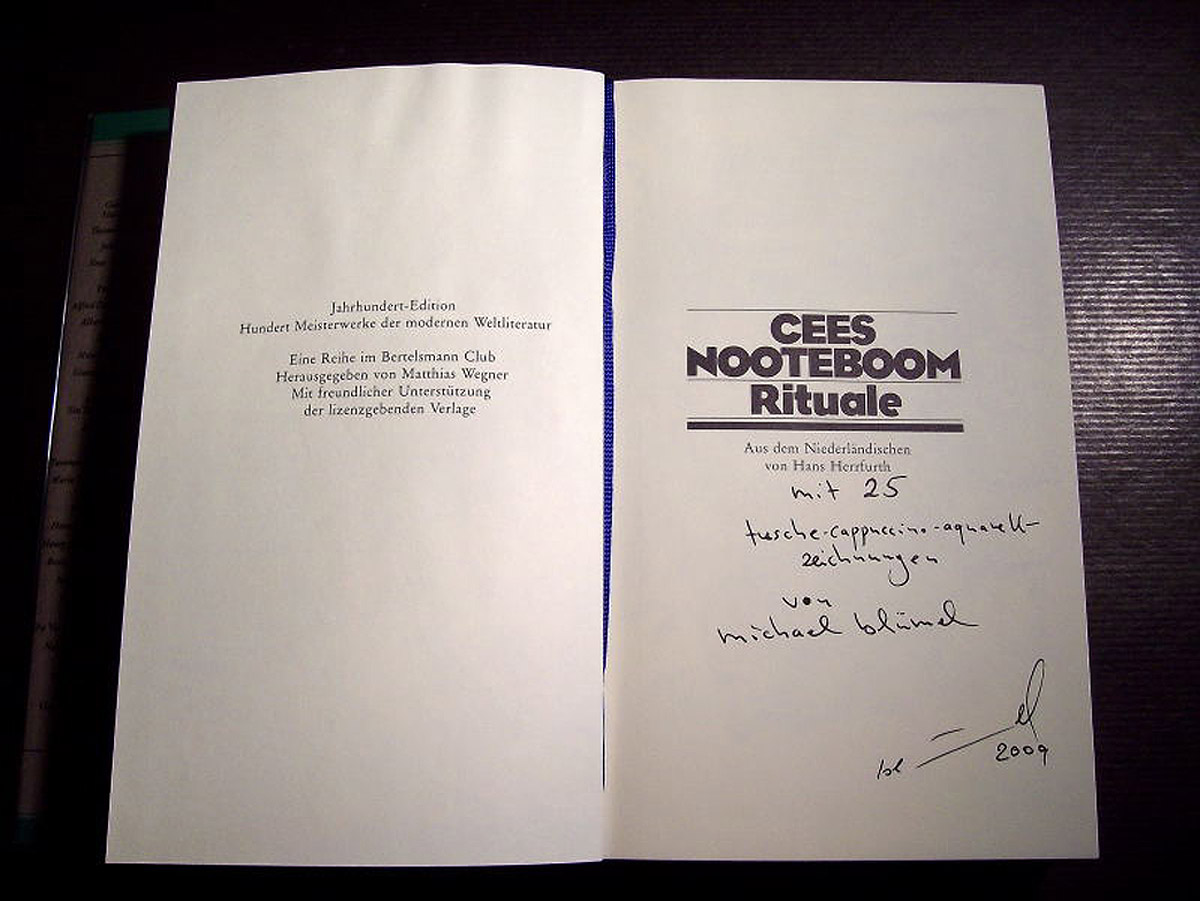 Jahrhundert-Edition
Hundert Meisterwerke der modernen Weltliteratur
Eine Reihe im Bertelsmann Club
Herausgegeben von Matthias Wegner
Mit freundlicher Unterstützung
der lizenzgebenden Verlage
CEES
NOOTEBOOM
Rituale
Aus dem Niederländischen
von Hans Herrfurth
mit 25
tusche-cappuccino-aquarell-
zeichnungen
von
michael blümel
bl el
2009